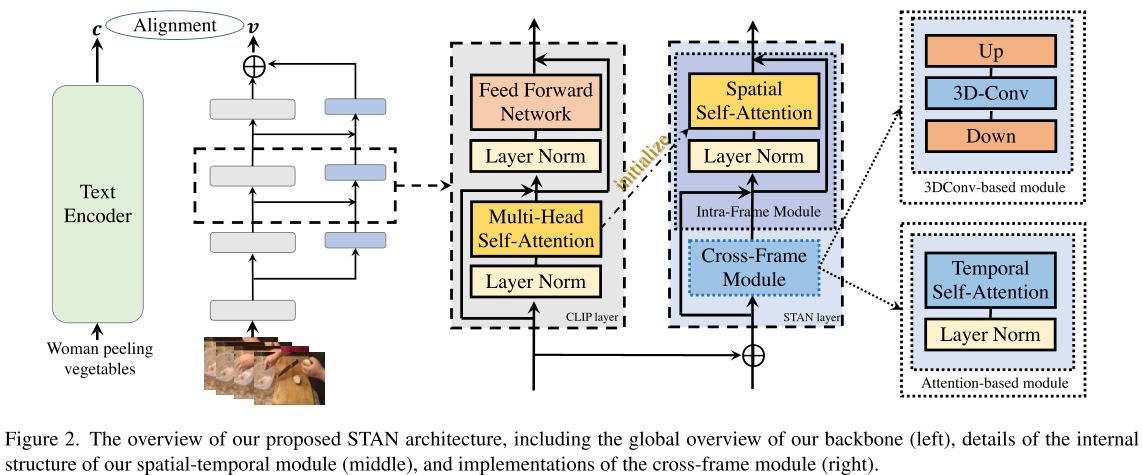 c
Alignment
v
Text
Encoder
Woman peeling
vegetables
Feed Forward
Network
Layer Norm
Multi-Head
Self-Attention
Layer Norm
CLIP layer
initialize
Spatial
Self-Attention
Layer Norm
Intra-Frame Module
Cross-Frame
Module
STAN layer
Up
3D-Conv
Down
3DConv-based module
Temporal
Self-Attention
Layer Norm
Attention-based module
Figure 2. The overview of our proposed STAN architecture, including the global overview of our backbone (left), details of the internal
structure of our spatial-temporal module (middle), and implementations of the cross-frame module (right).